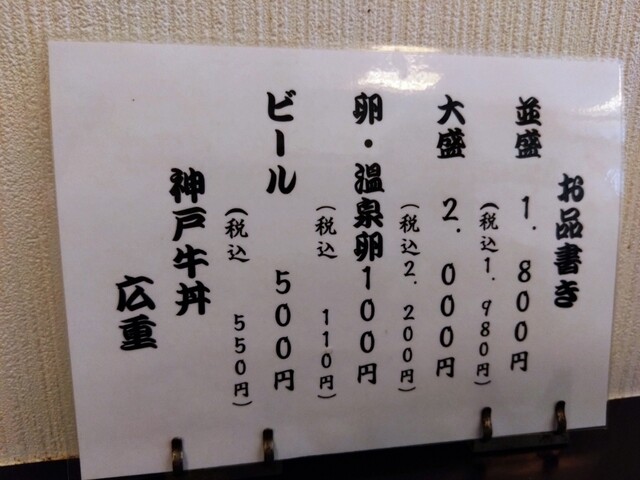 お品書き
並盛 1.800円
(税込1.980円)
大盛 2.000円
(税込2.200円)
卵・温泉卵100円
(税込 110円)
ビール 500円
(税込 550円)
神戸牛丼
広重